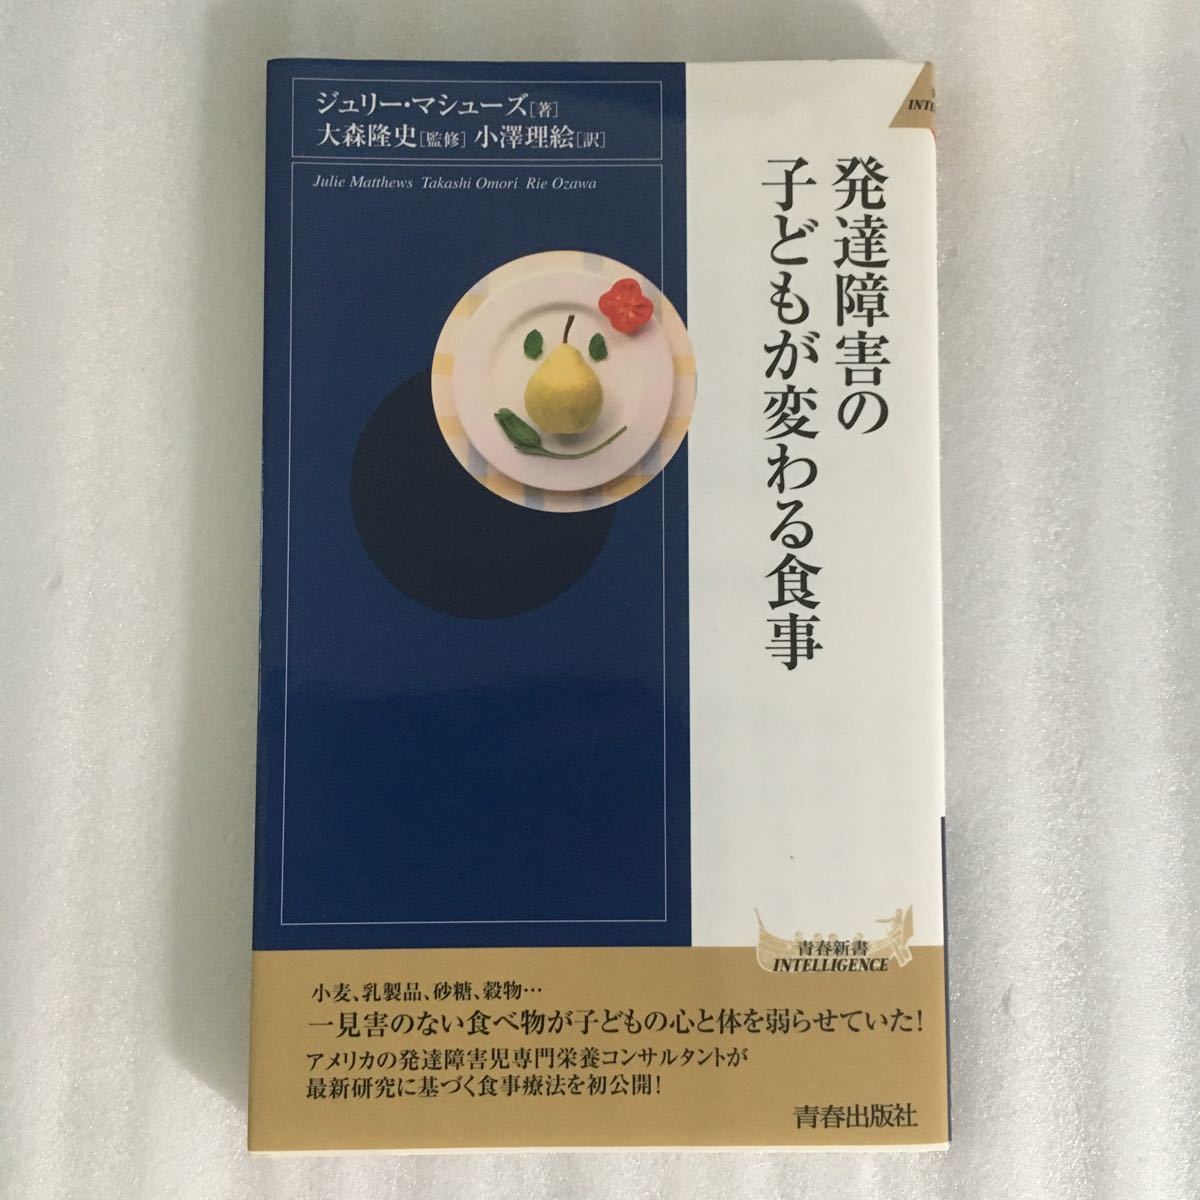 ジュリー・マシューズ[著]
大森隆史[監修] 小澤理絵[訳]
Julie Matthews Takashi Omori Rie Ozawa
発達障害の
子どもが変わる食事
青春新書
INTELLIGENCE
小麦、乳製品、砂糖、穀物…
一見害のない食べ物が子どもの心と体を弱らせていた!
アメリカの発達障害児専門栄養コンサルタントが
最新研究に基づく食事療法を初公開!
青春出版社